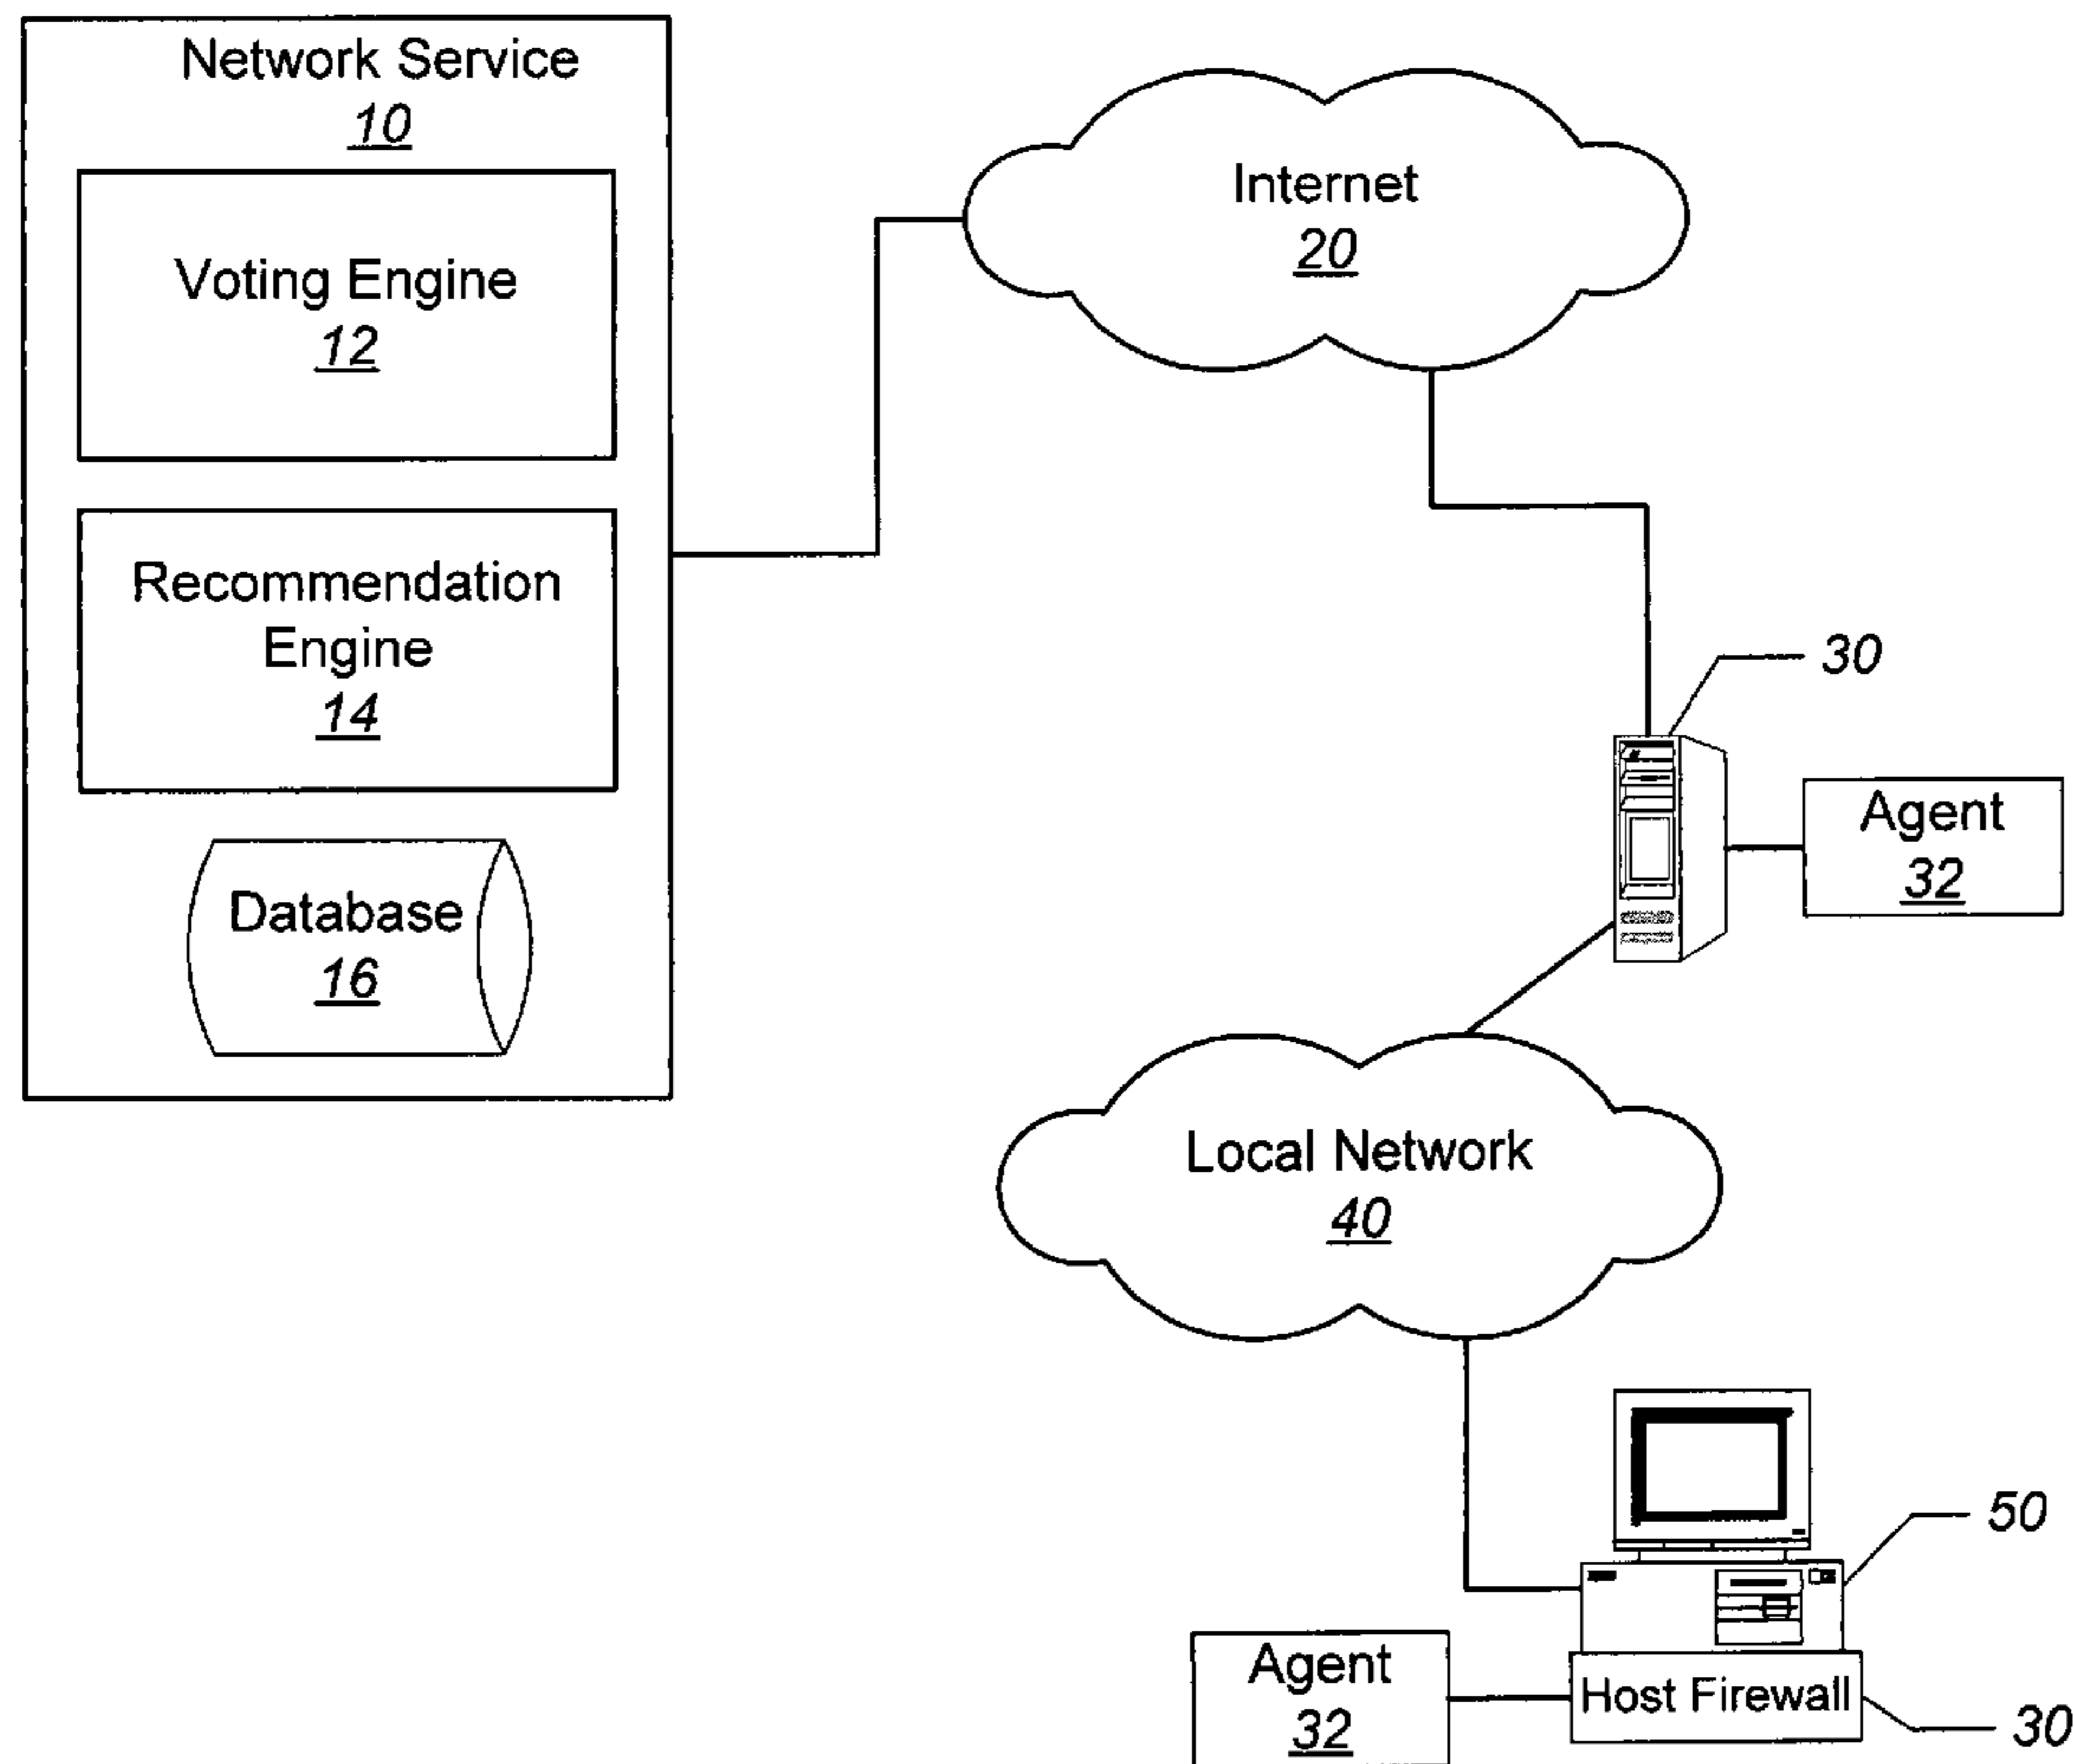 Network Service
10
Voting Engine
12
Recommendation
Engine
14
Database
16
Internet
20
30
Agent
32
Local Network
40
50
Host Firewall
30
Agent
32